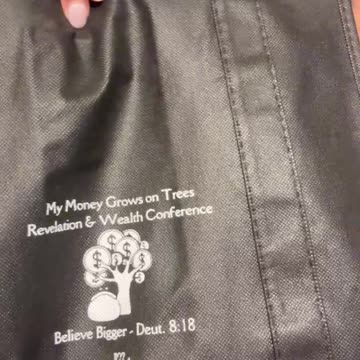 My Money Grows on Trees
Revelation & Wealth Conference
Believe Bigger - Deut. 8:18